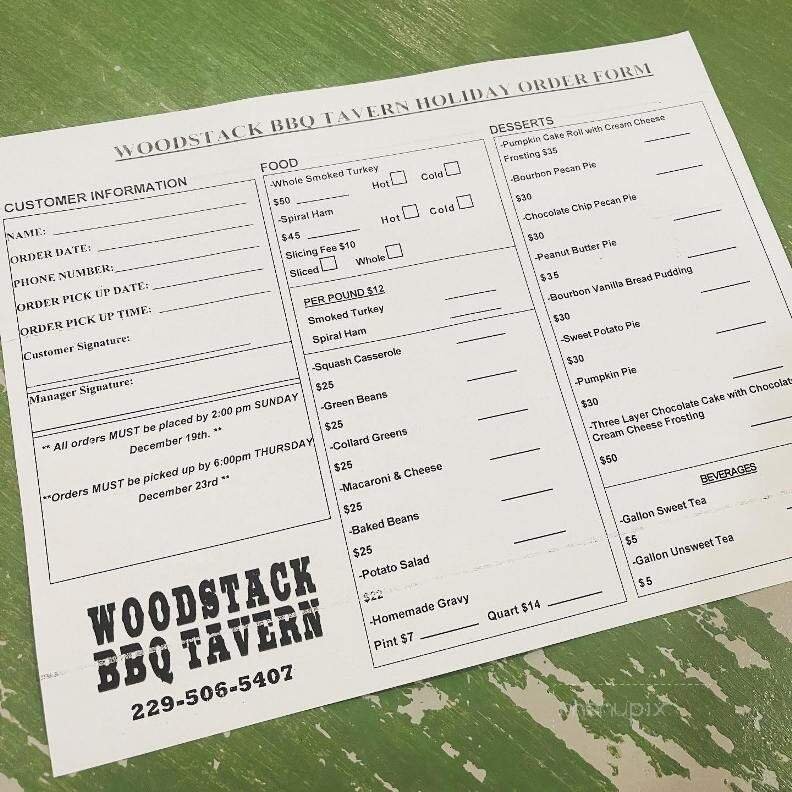 WOODSTACK BBQ TAVERN HOLIDAY ORDER FORM
CUSTOMER INFORMATION
NAME:
ORDER DATE:
PHONE NUMBER:
ORDER PICK UP DATE:
ORDER PICK UP TIME:
Customer Signature:
Manager Signature:
** All orders MUST be placed by 2:00 pm SUNDAY
December 19th. **
**Orders MUST be picked up by 6:00pm THURSDAY
December 23rd **
WOODSTACK
BBQ TAVERN
229-506-5407
FOOD
-Whole Smoked Turkey
$50 Hot Cold
-Spiral Ham
$45 Hot Cold
Slicing Fee $10
Sliced Whole
PER POUND $12
Smoked Turkey
Spiral Ham
-Squash Casserole
$25
-Green Beans
$25
-Collard Greens
$25
-Macaroni & Cheese
$25
-Baked Beans
$25
-Potato Salad
$22
-Homemade Gravy
Pint $7 Quart $14
DESSERTS
-Pumpkin Cake Roll with Cream Cheese
Frosting $35
-Bourbon Pecan Pie
$30
-Chocolate Chip Pecan Pie
$30
-Peanut Butter Pie
$35
-Bourbon Vanilla Bread Pudding
$30
-Sweet Potato Pie
$30
-Pumpkin Pie
$30
-Three Layer Chocolate Cake with Chocolat
Cream Cheese Frosting
$50
BEVERAGES
-Gallon Sweet Tea
$5
-Gallon Unsweet Tea
$5
menupix